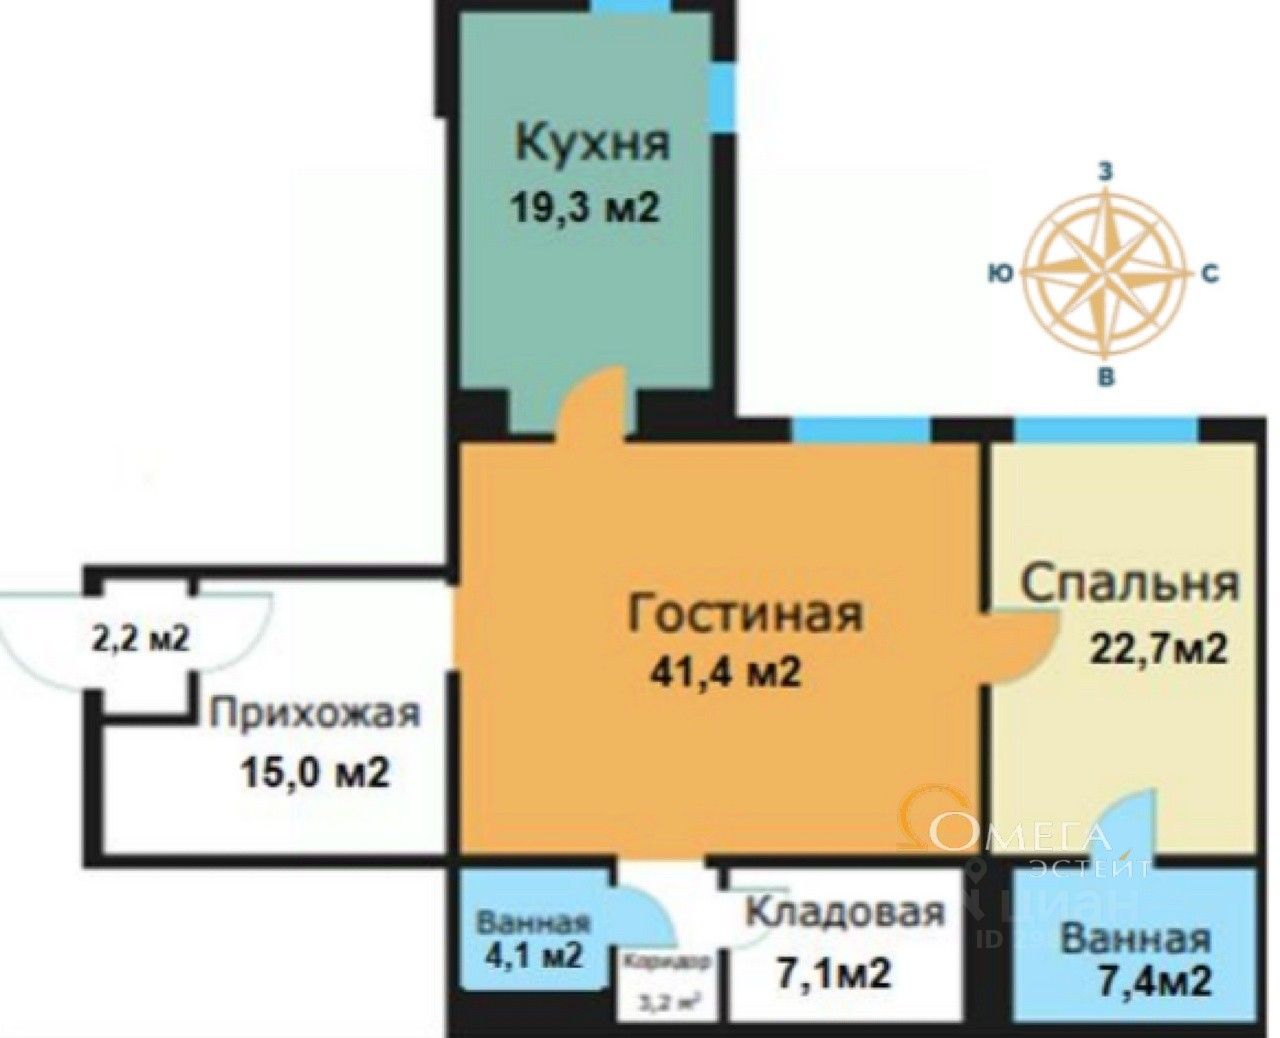 Кухня
19,3 м2
З
Ю
С
В
Спальня
22,7м2
Гостиная
41,4 м2
2,2 м2
Прихожая
15,0 м2
ОМЕГА
ЭСТЕЙТ
циан
ID
Ванная
4,1 м2
Коридор
3,2 м²
Кладовая
7,1м2
Ванная
7,4м2